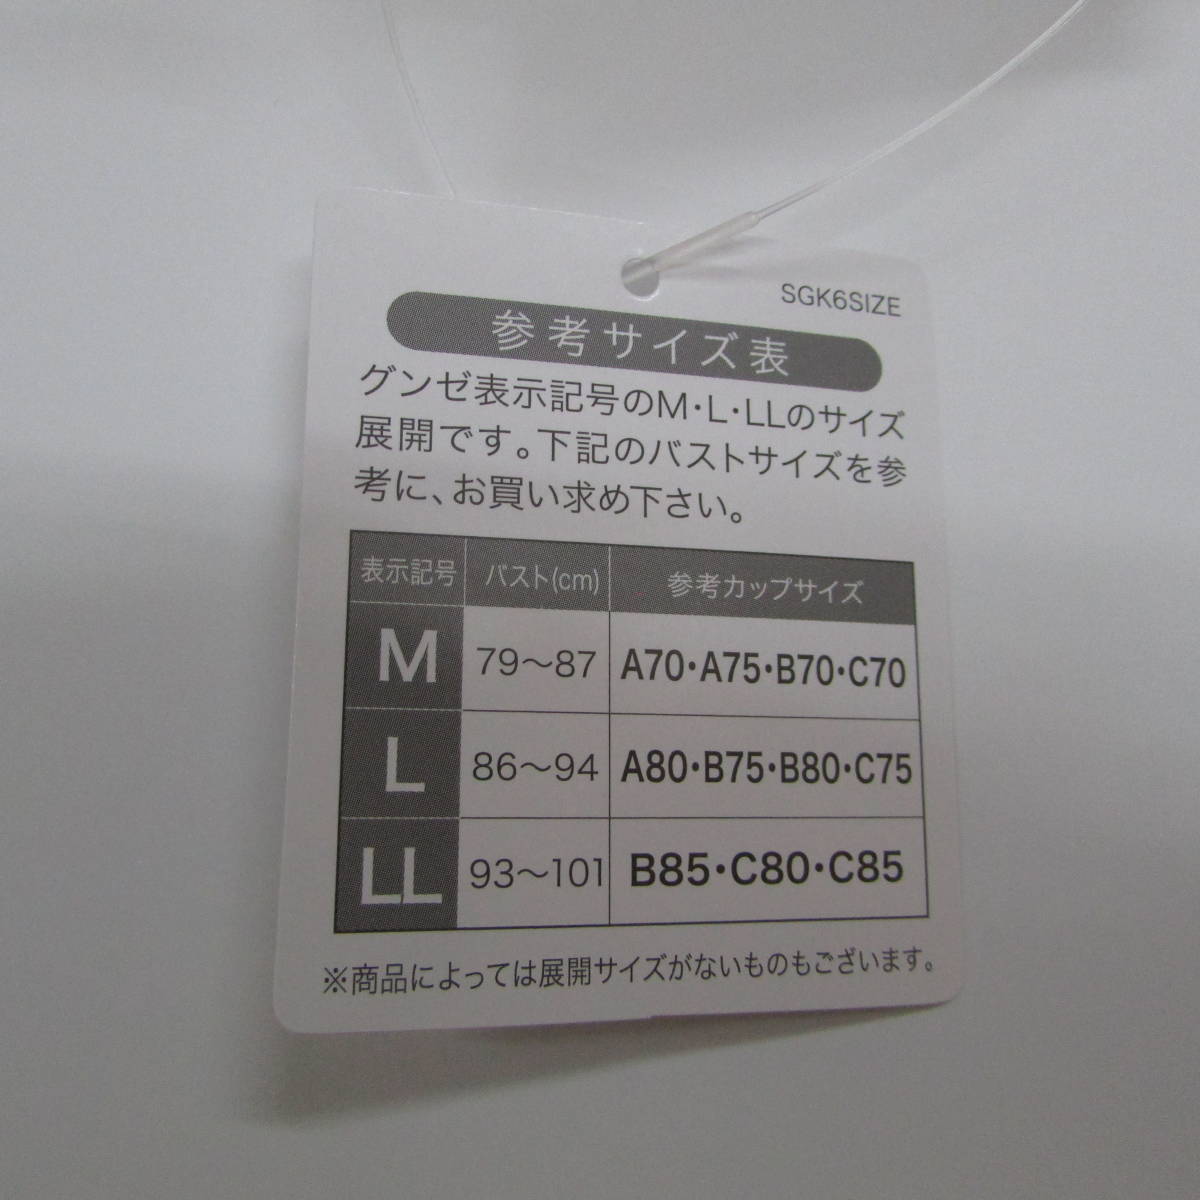 SGK6SIZE
参考サイズ表
グンゼ表示記号のM・L・LLのサイズ
展開です。下記のバストサイズを参
考に、お買い求め下さい。
表示記号 バスト(cm) 参考カップサイズ
M 79〜87 A70・A75・B70・C70
L 86〜94 A80・B75・B80・C75
LL 93〜101 B85・C80・C85
※商品によっては展開サイズがないものもございます。